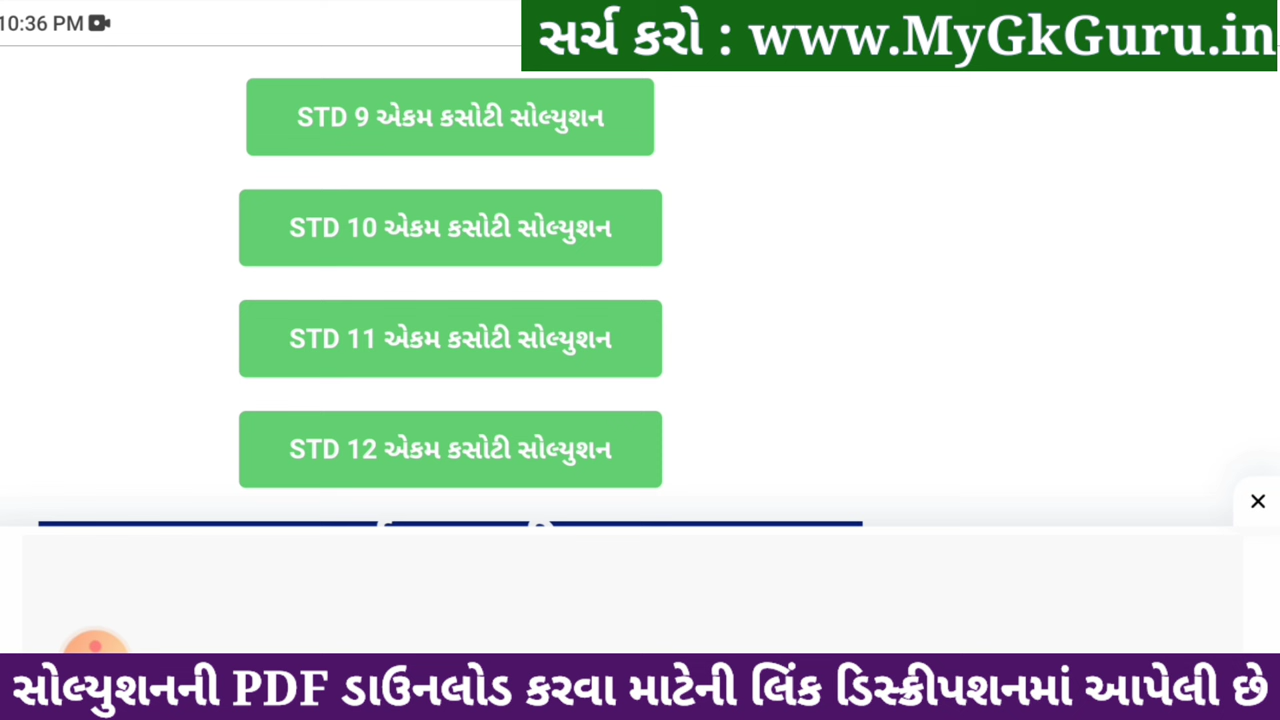 10:36 PM
સર્ચ કરો : www.MyGkGuru.in
STD 9 એકમ કસોટી સોલ્યુશન
STD 10 એકમ કસોટી સોલ્યુશન
STD 11 એકમ કસોટી સોલ્યુશન
STD 12 એકમ કસોટી સોલ્યુશન
સોલ્યુશનની PDF ડાઉનલોડ કરવા માટેની લિંક ડિસ્ક્રીપશનમાં આપેલી છે